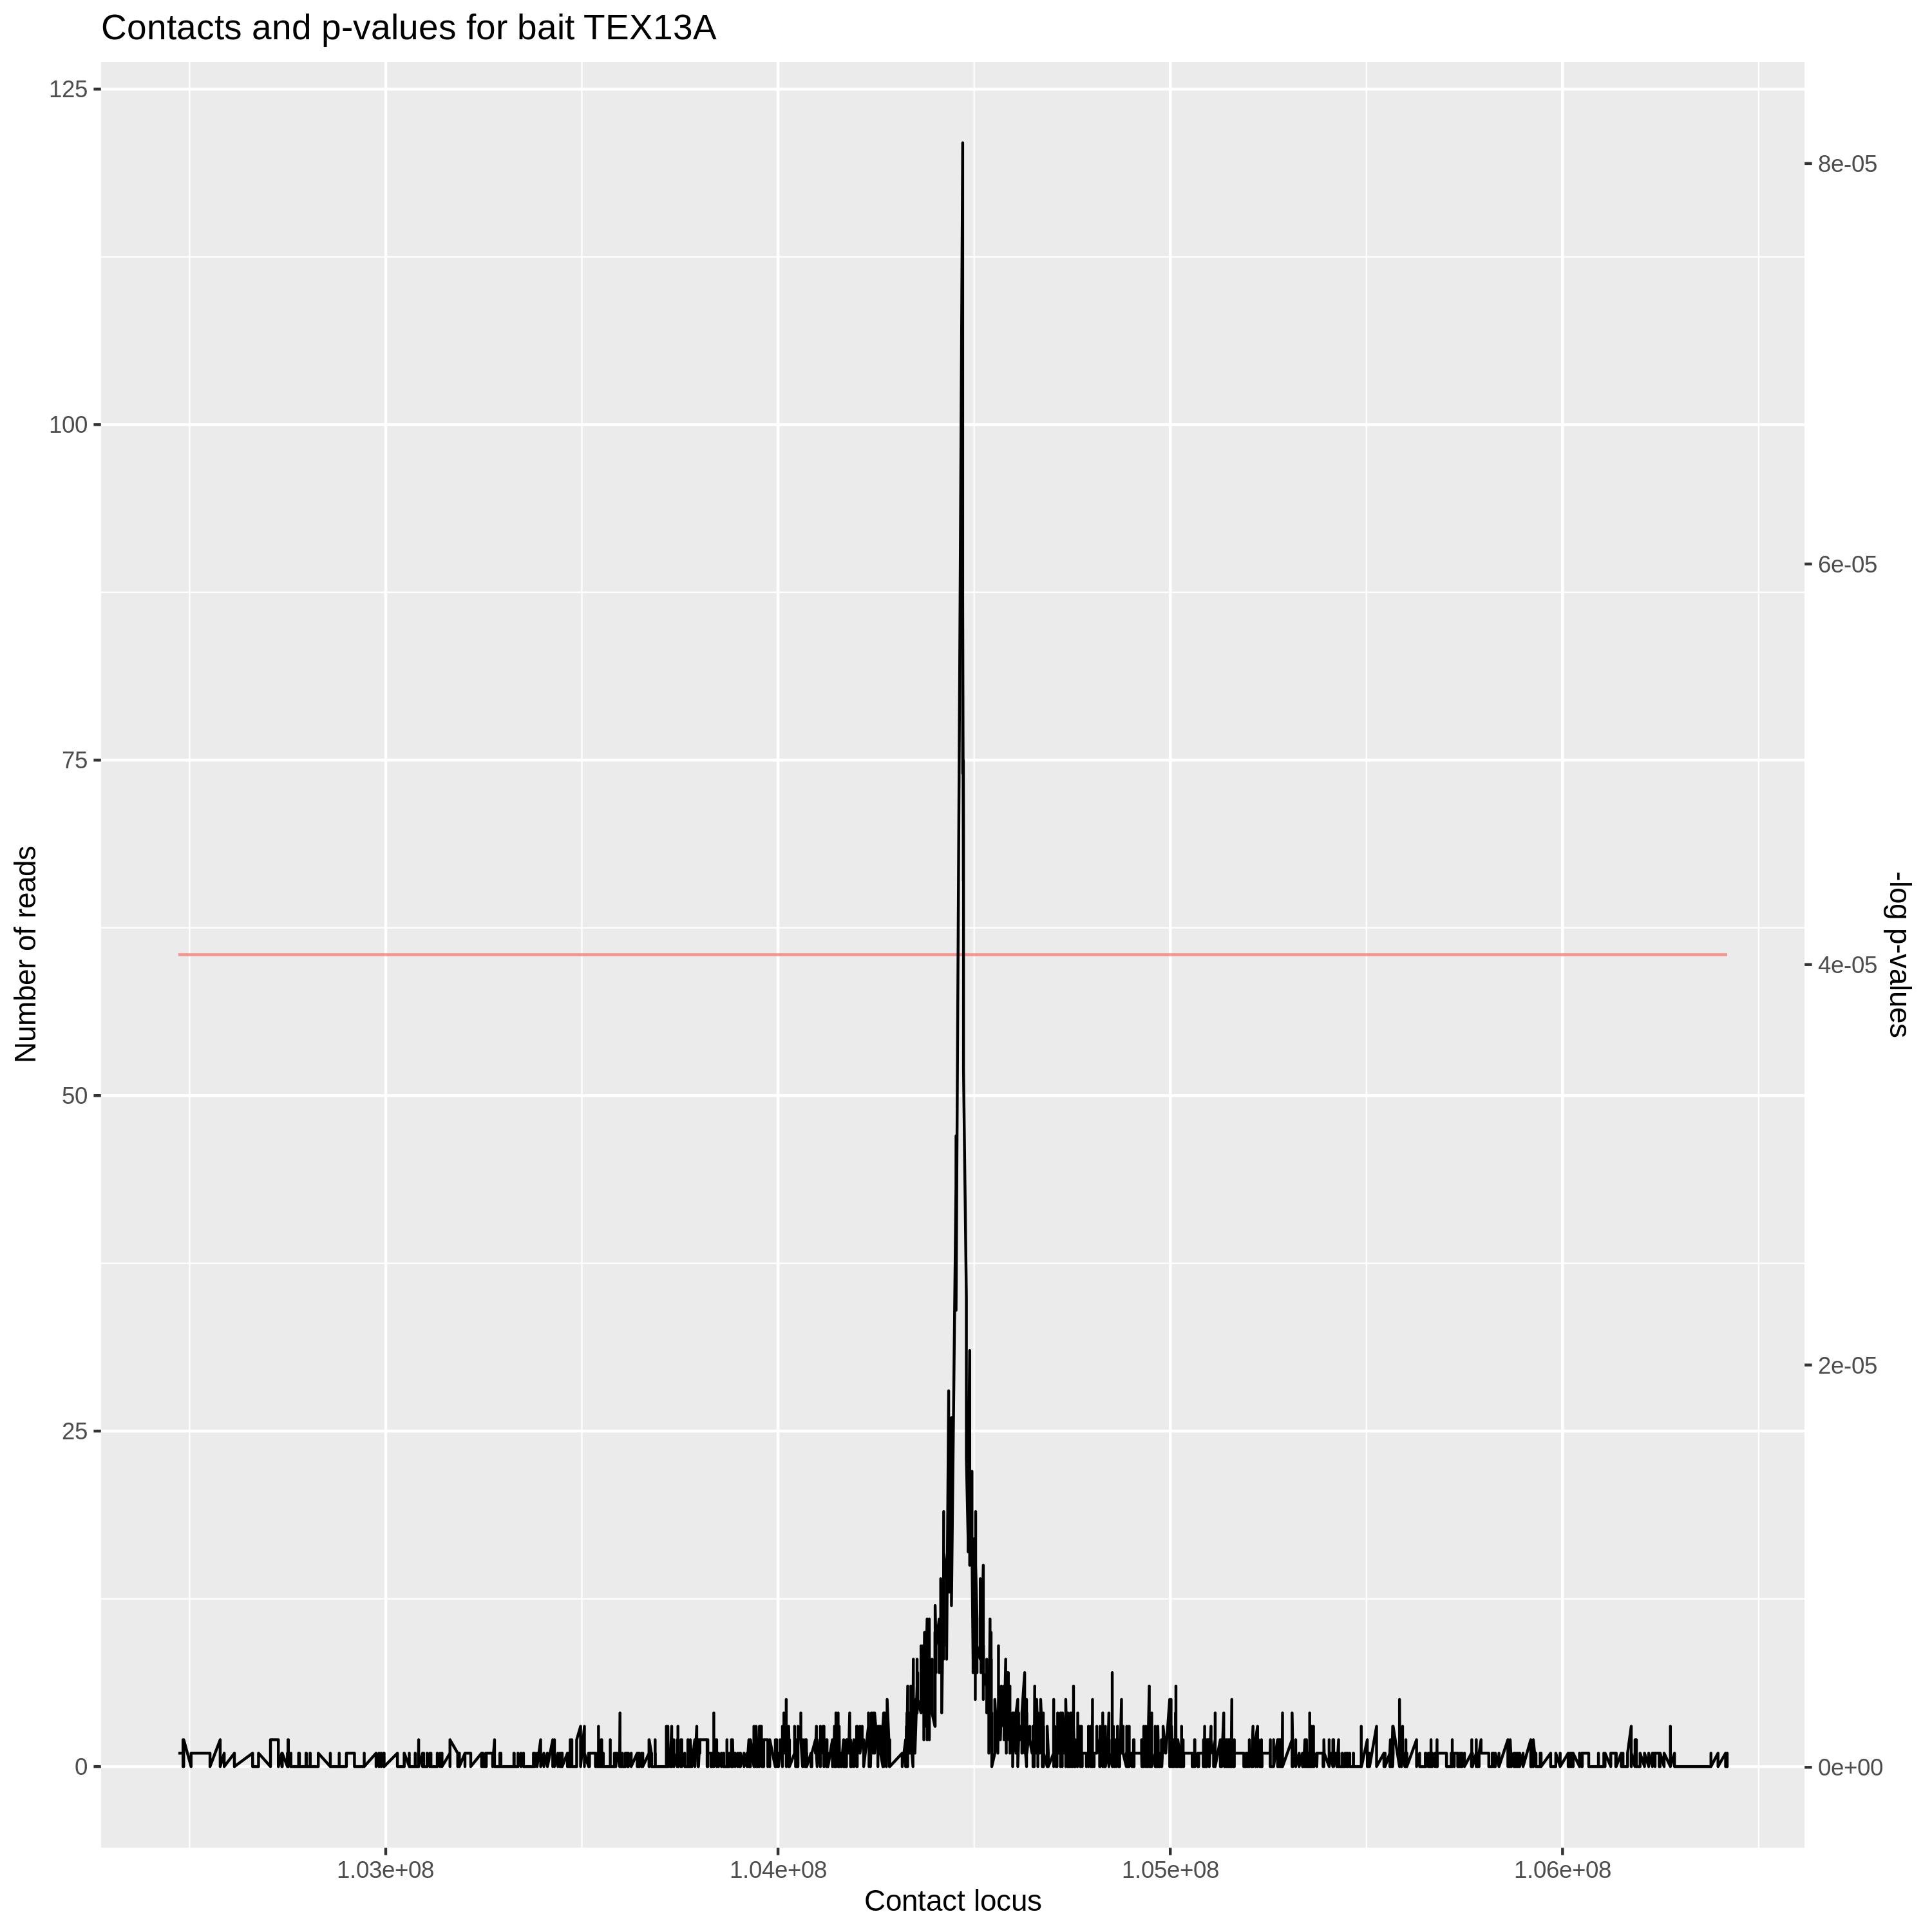 Contacts and p-values for bait TEX13A
125
100
75
50
25
0
Number of reads
8e-05
6e-05
4e-05
2e-05
0e+00
-log p-values
1.03e+08 1.04e+08 1.05e+08 1.06e+08
Contact locus